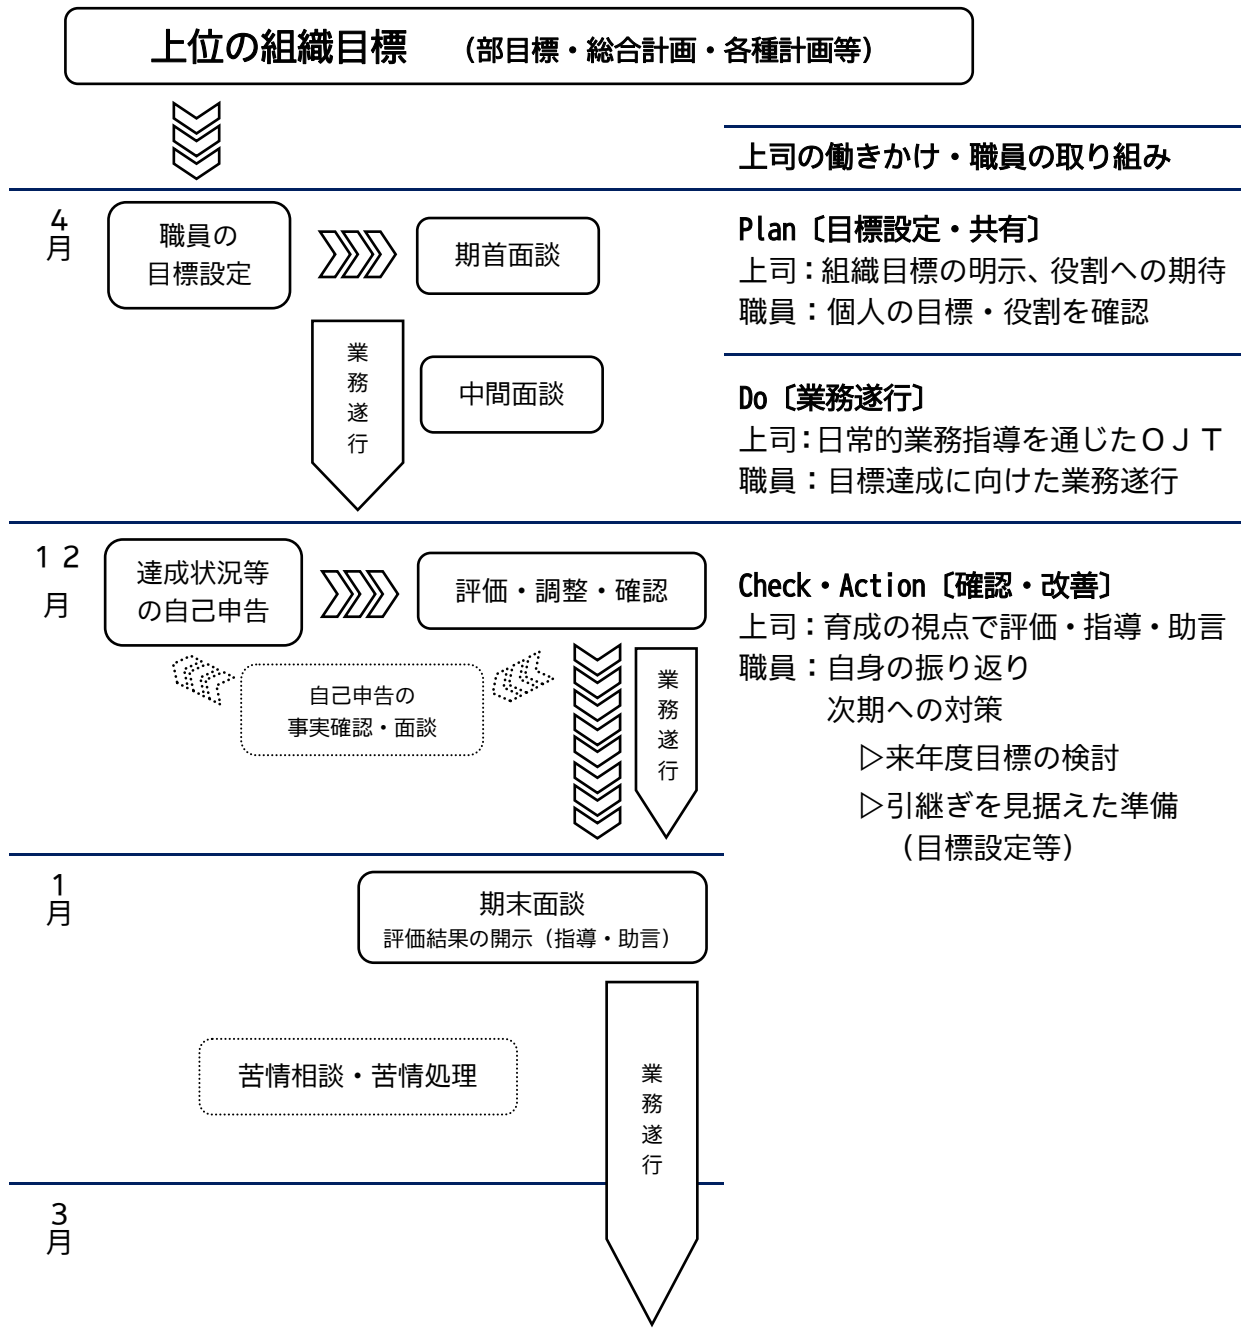 上位の組織目標　（部目標・総合計画・各種計画等）
上司の働きかけ・職員の取り組み
4月
職員の
目標設定
期首面談
Plan〔目標設定・共有〕
上司：組織目標の明示、役割への期待
職員：個人の目標・役割を確認
業務遂行
中間面談
Do〔業務遂行〕
上司：日常的業務指導を通じたＯＪＴ
職員：目標達成に向けた業務遂行
１２月
達成状況等
の自己申告
評価・調整・確認
Check・Action〔確認・改善〕
上司：育成の視点で評価・指導・助言
職員：自身の振り返り
次期への対策
▷来年度目標の検討
▷引継ぎを見据えた準備
（目標設定等）
自己申告の
事実確認・面談
業務遂行
1月
期末面談
評価結果の開示（指導・助言）
苦情相談・苦情処理
業務遂行
3月